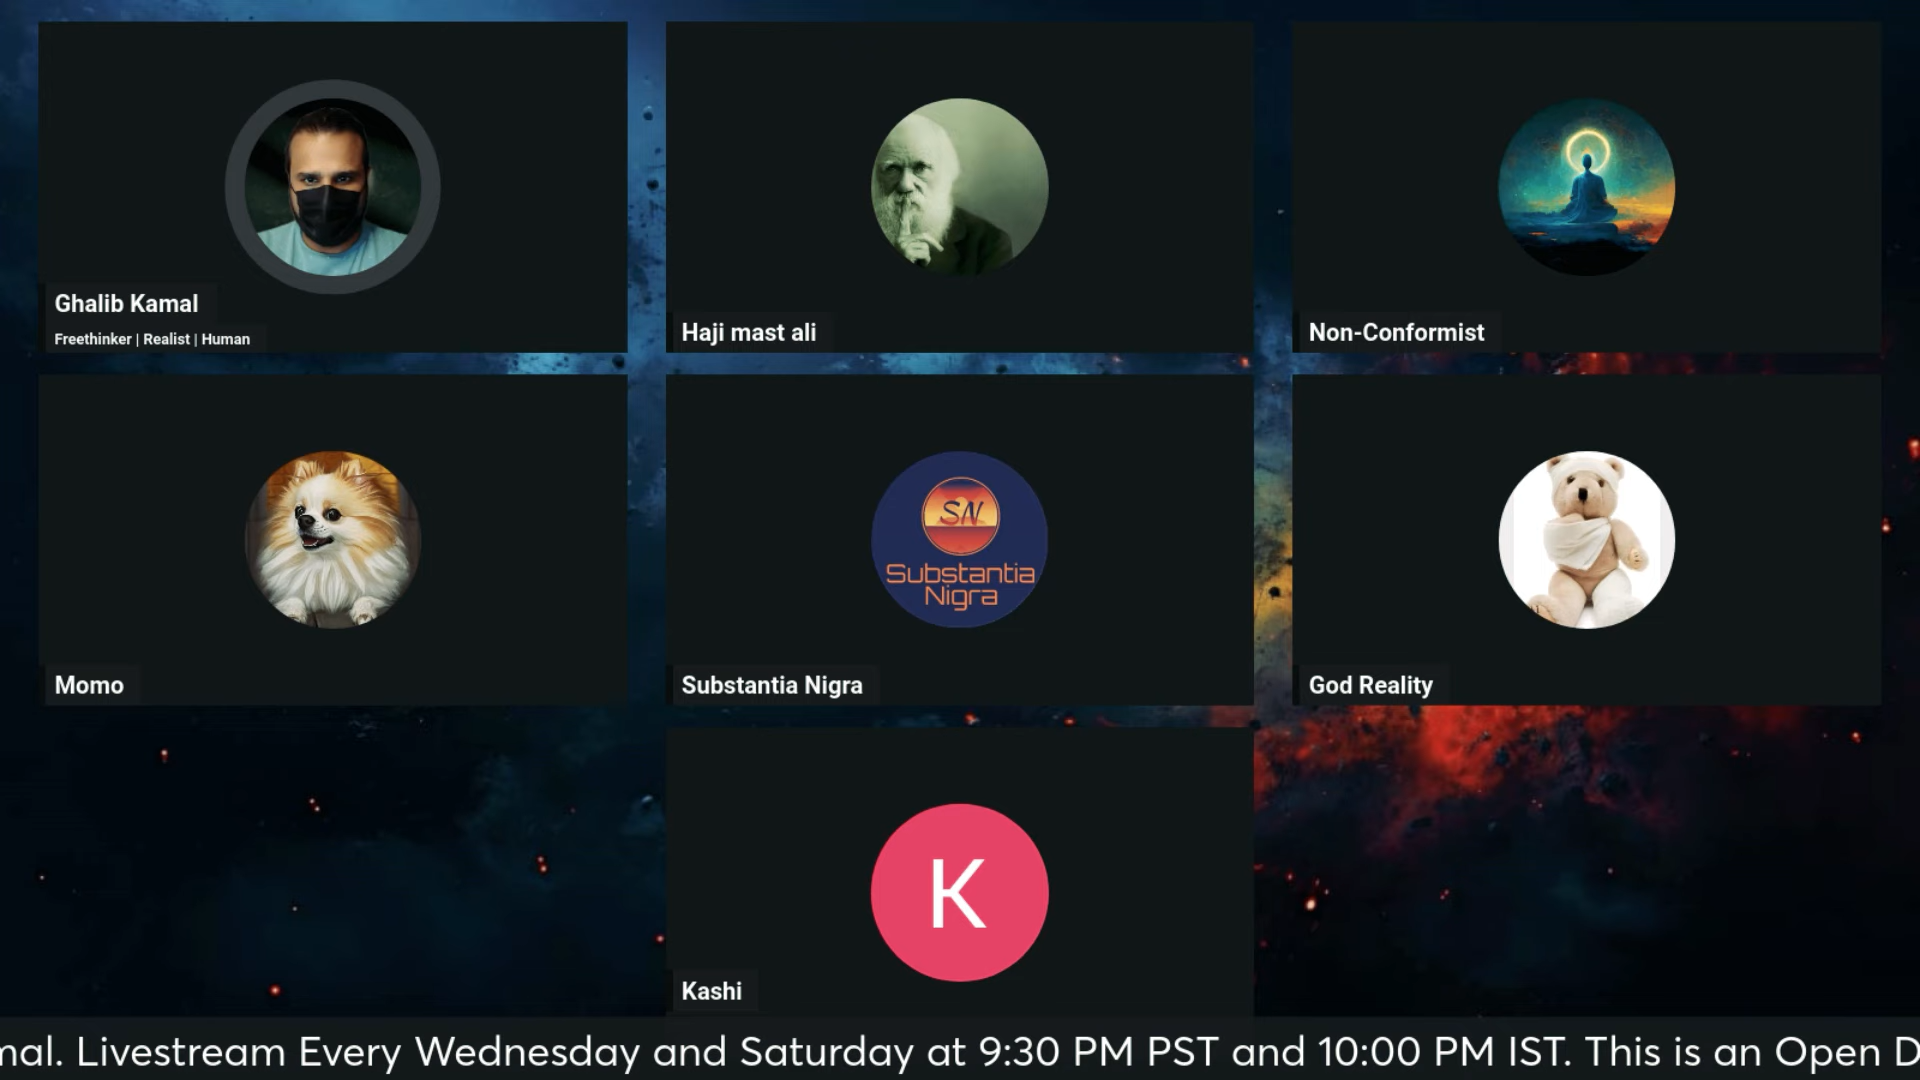 Ghalib Kamal
Freethinker | Realist | Human
Haji mast ali
Non-Conformist
Momo
SN
Substantia
Nigra
Substantia Nigra
God Reality
K
Kashi
mal. Livestream Every Wednesday and Saturday at 9:30 PM PST and 10:00 PM IST. This is an Open D